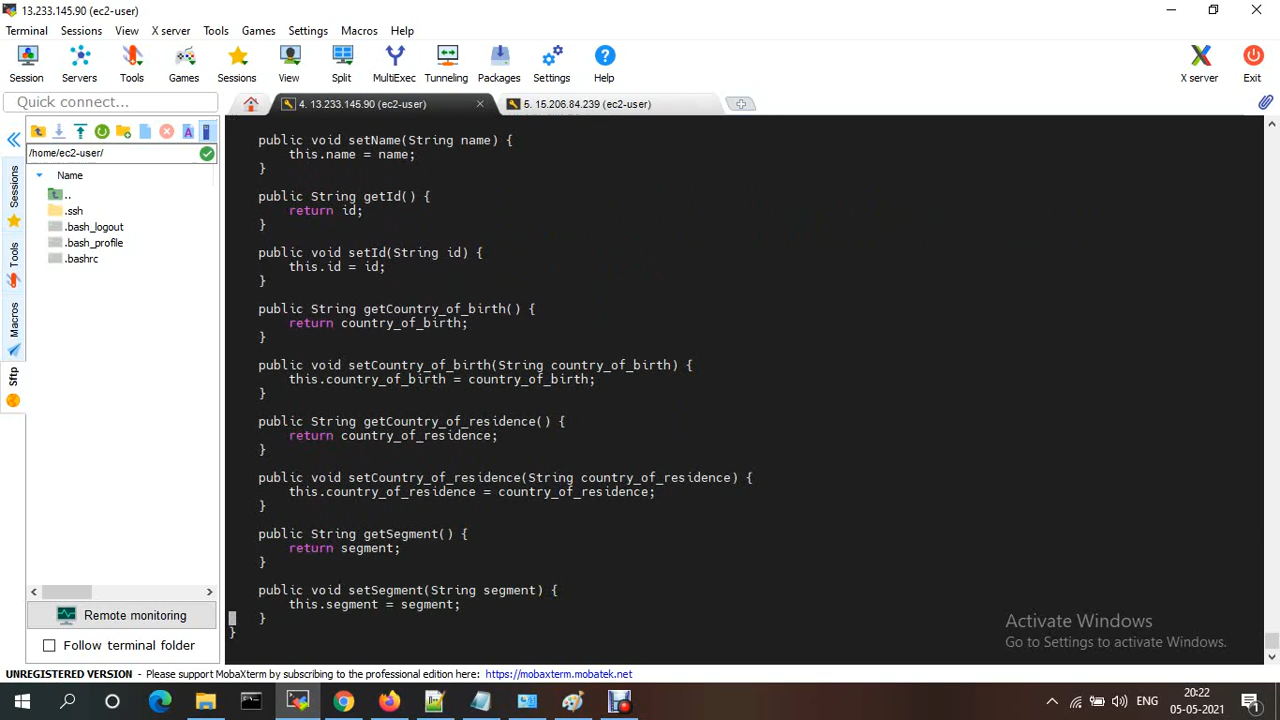 13.233.145.90 (ec2-user)
Terminal Sessions View X server Tools Games Settings Macros Help
Session Servers Tools Games Sessions View Split MultiExec Tunneling Packages Settings Help X server Exit
Quick connect...
4. 13.233.145.90 (ec2-user)
5. 15.206.84.239 (ec2-user)
/home/ec2-user/
Name
..
.ssh
.bash_logout
.bash_profile
.bashrc
Sessions
Tools
Macros
Sftp
public void setName(String name) {
this.name = name;
}
public String getId() {
return id;
}
public void setId(String id) {
this.id = id;
}
public String getCountry_of_birth() {
return country_of_birth;
}
public void setCountry_of_birth(String country_of_birth) {
this.country_of_birth = country_of_birth;
}
public String getCountry_of_residence() {
return country_of_residence;
}
public void setCountry_of_residence(String country_of_residence) {
this.country_of_residence = country_of_residence;
}
public String getSegment() {
return segment;
}
public void setSegment(String segment) {
this.segment = segment;
}
}
Remote monitoring
Follow terminal folder
Activate Windows
Go to Settings to activate Windows.
UNREGISTERED VERSION - Please support MobaXterm by subscribing to the professional edition here: https://mobaxterm.mobatek.net
ENG
20:22
05-05-2021
1